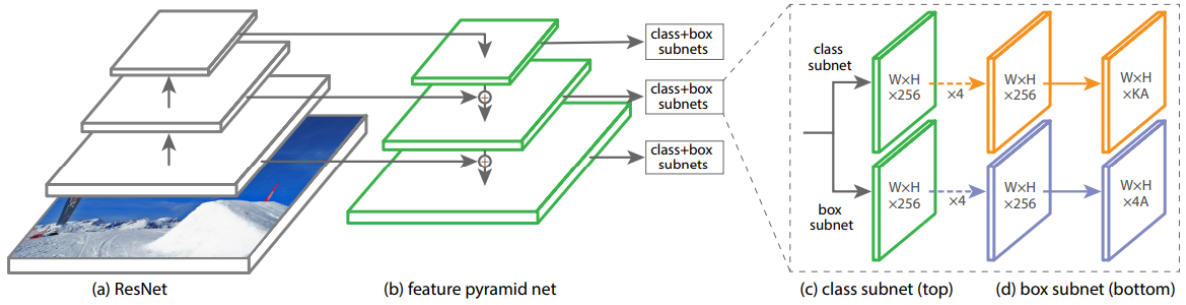 class+box
subnets
class+box
subnets
class+box
subnets
class
subnet
W×H
×256
×4
W×H
×256
W×H
×KA
W×H
×256
×4
W×H
×256
W×H
×4A
box
subnet
(a) ResNet
(b) feature pyramid net
(c) class subnet (top)
(d) box subnet (bottom)